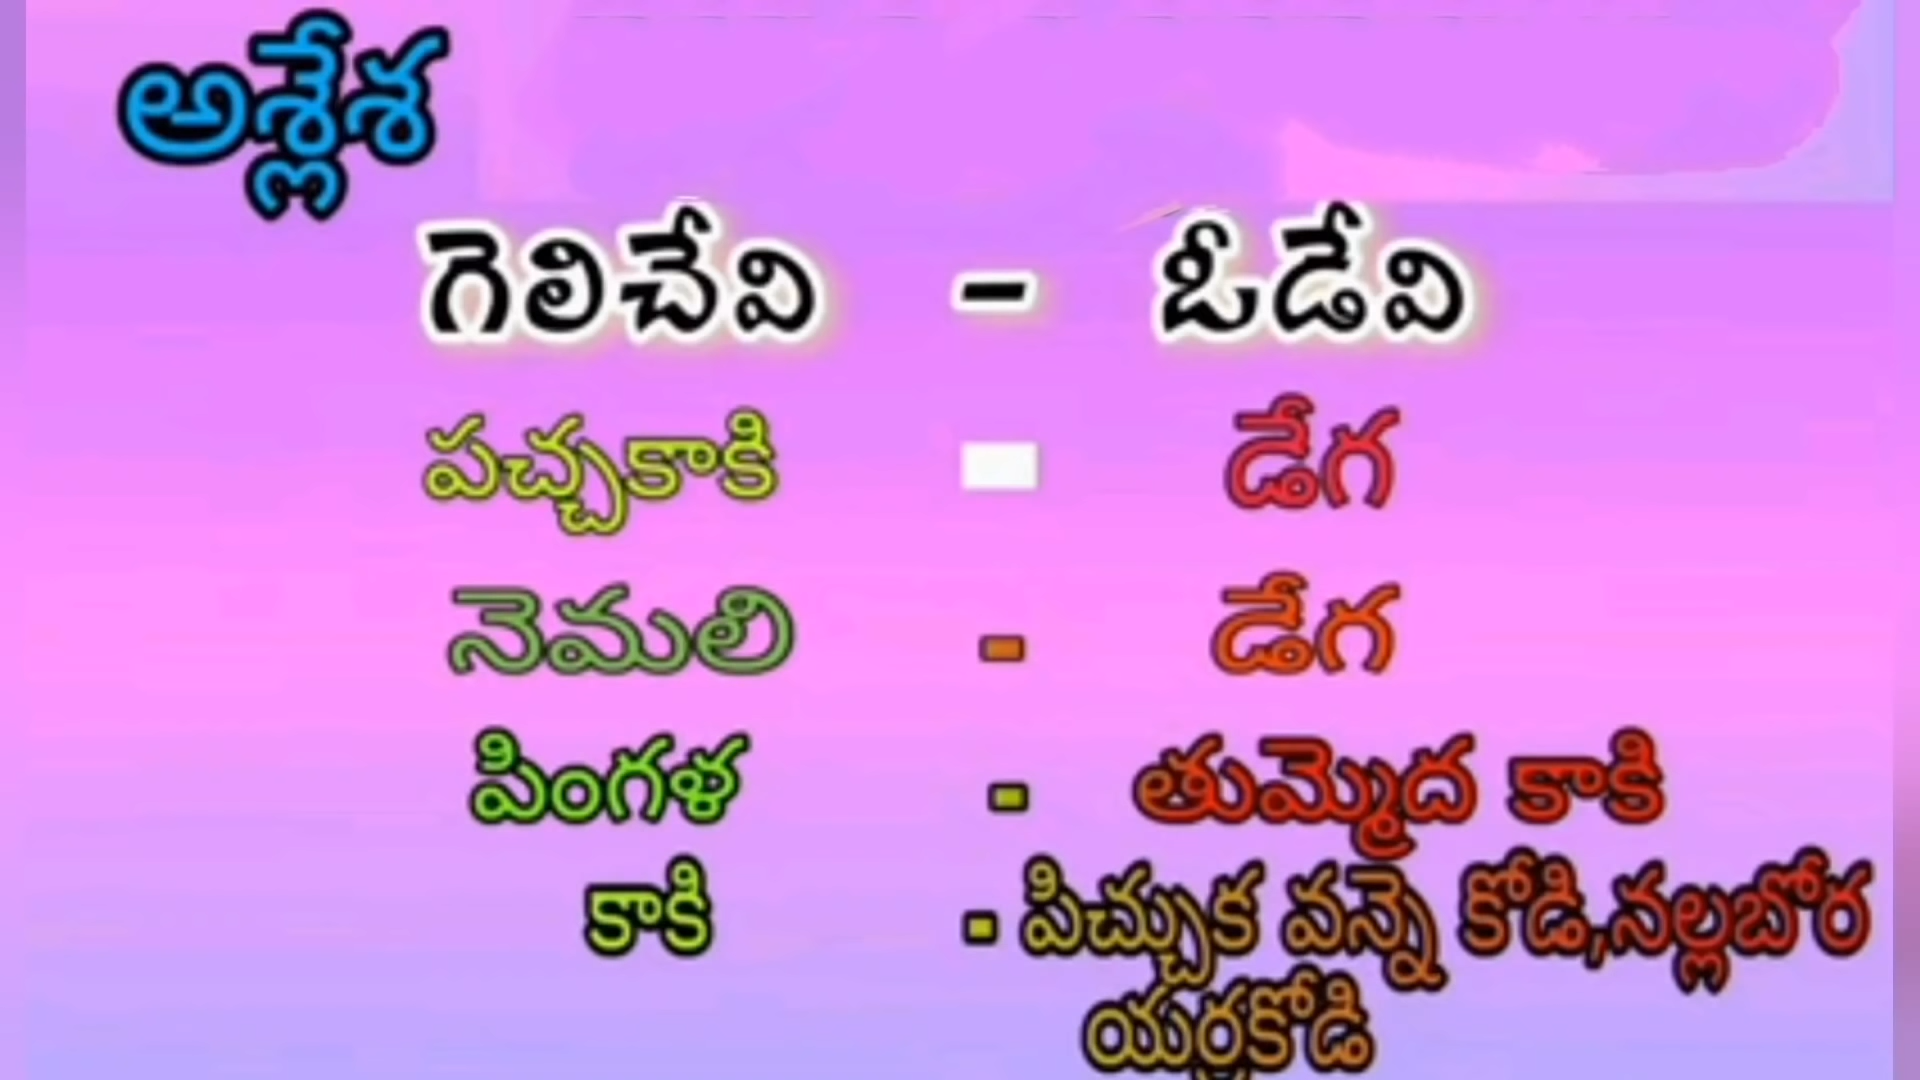 అశ్లేశ
గెలిచేవి - ఓడేవి
పచ్చకాకి - డేగ
నెమలి - డేగ
పింగళ - తుమ్మెద కాకి
కాకి - పిచ్చుక వన్నె కోడి,నల్లబోర
యర్రకోడి